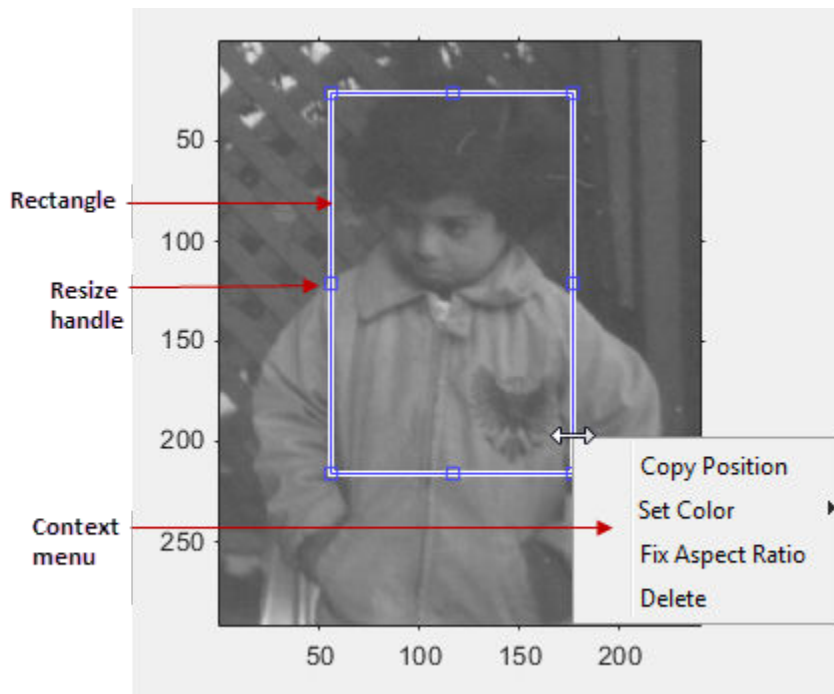 50
Rectangle
100
Resize
handle
150
200
Copy Position
Set Color
Context
menu
250
Fix Aspect Ratio
Delete
50 100 150 200